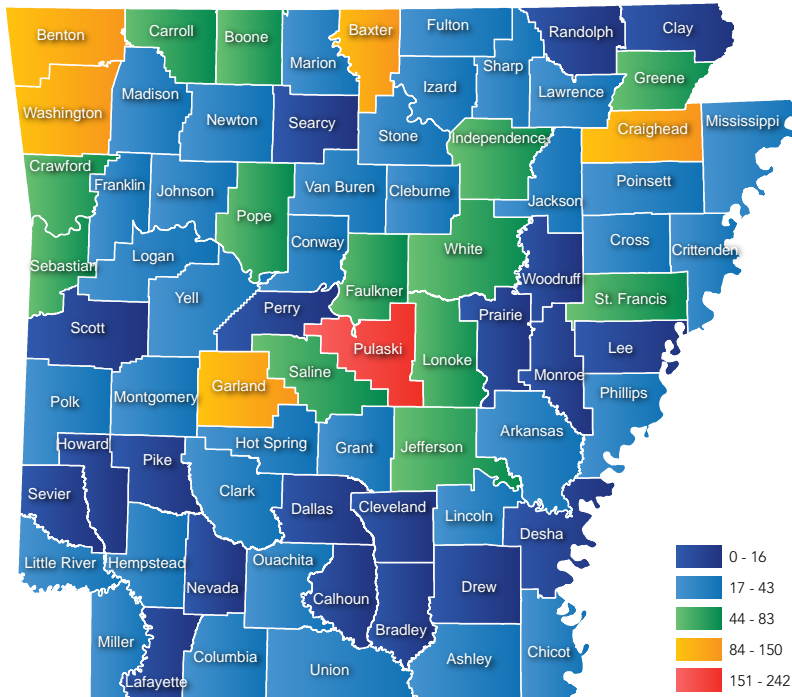 Benton
Carroll
Boone
Marion
Baxter
Fulton
Randolph
Clay
Sharp
Izard
Greene
Lawrence
Washington
Madison
Newton
Searcy
Stone
Independence
Craighead
Mississippi
Crawford
Franklin
Johnson
Pope
Van Buren
Cleburne
Jackson
Poinsett
Sebastian
Logan
Conway
White
Cross
Crittenden
Woodruff
Yell
Faulkner
St. Francis
Scott
Perry
Prairie
Pulaski
Lonoke
Lee
Monroe
Saline
Garland
Polk
Montgomery
Phillips
Arkansas
Howard
Hot Spring
Grant
Jefferson
Pike
Sevier
Clark
Dallas
Cleveland
Lincoln
Desha
Little River
Hempstead
Ouachita
Nevada
Calhoun
Drew
Bradley
Miller
Lafayette
Columbia
Union
Ashley
Chicot
0 - 16
17 - 43
44 - 83
84 - 150
151 - 242